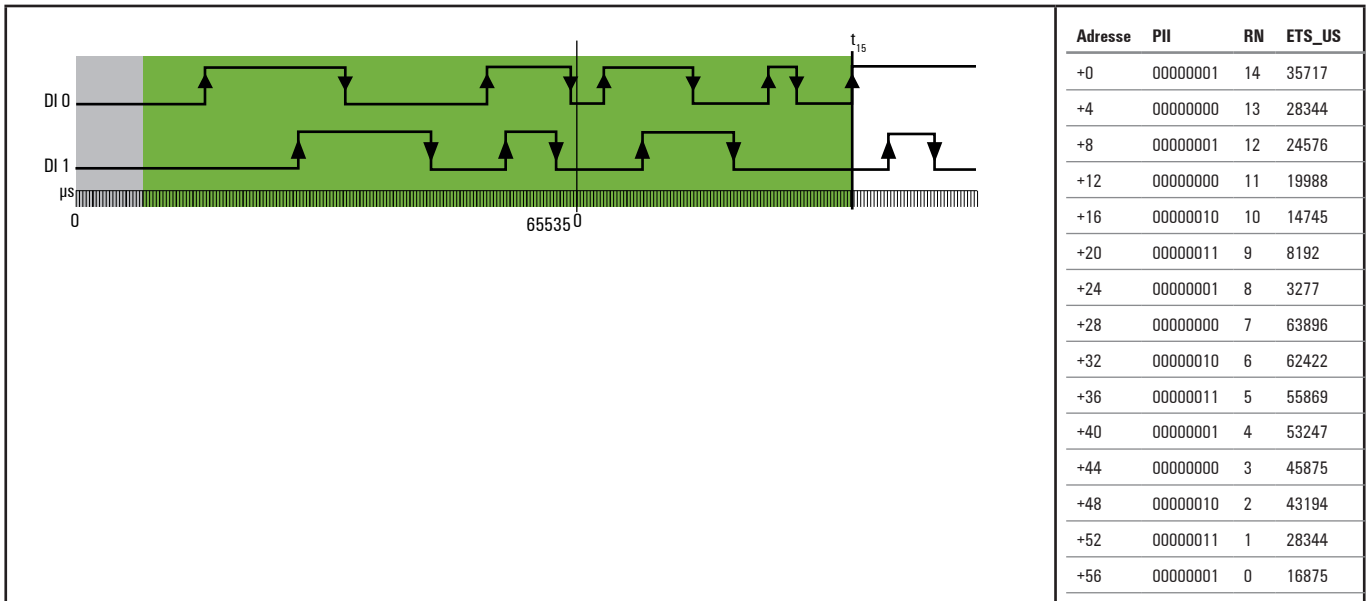 t15
DI 0
DI 1
µs
0
65535 0
Adresse PII RN ETS_US
+0 00000001 14 35717
+4 00000000 13 28344
+8 00000001 12 24576
+12 00000000 11 19988
+16 00000010 10 14745
+20 00000011 9 8192
+24 00000001 8 3277
+28 00000000 7 63896
+32 00000010 6 62422
+36 00000011 5 55869
+40 00000001 4 53247
+44 00000000 3 45875
+48 00000010 2 43194
+52 00000011 1 28344
+56 00000001 0 16875